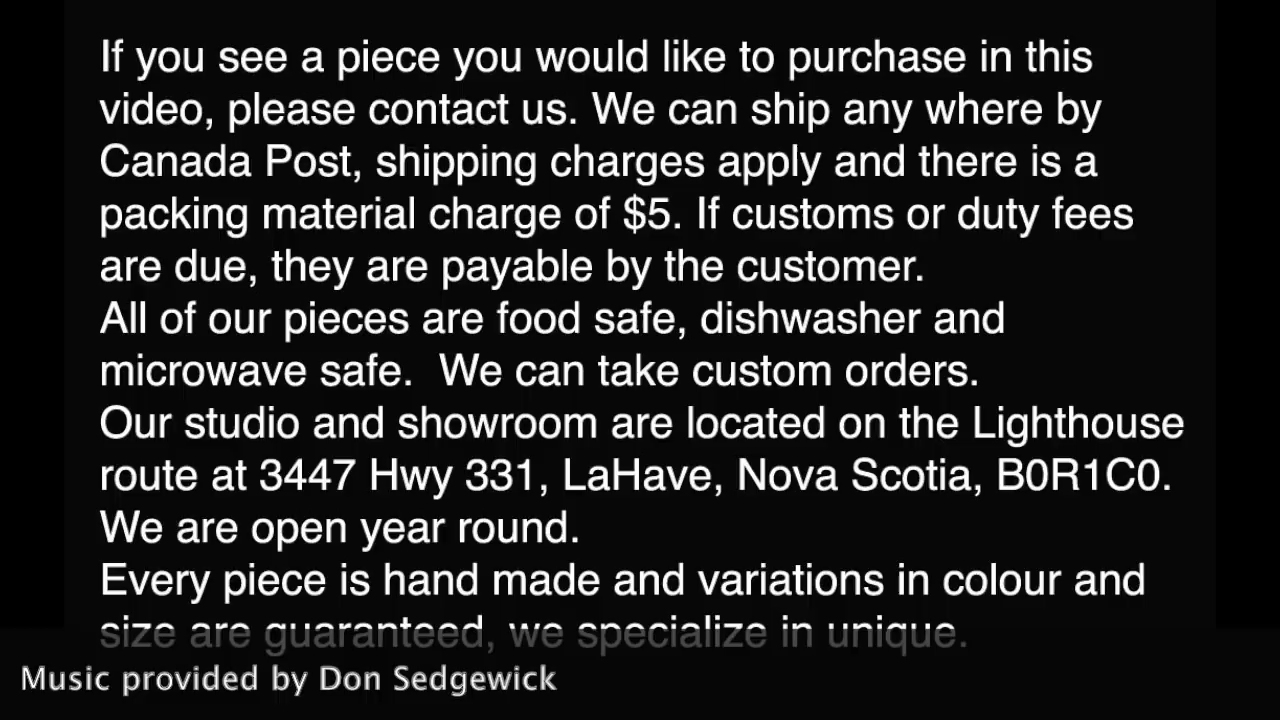 If you see a piece you would like to purchase in this
video, please contact us. We can ship any where by
Canada Post, shipping charges apply and there is a
packing material charge of $5. If customs or duty fees
are due, they are payable by the customer.
All of our pieces are food safe, dishwasher and
microwave safe.  We can take custom orders.
Our studio and showroom are located on the Lighthouse
route at 3447 Hwy 331, LaHave, Nova Scotia, B0R1C0.
We are open year round.
Every piece is hand made and variations in colour and
size are guaranteed, we specialize in unique.
Music provided by Don Sedgewick